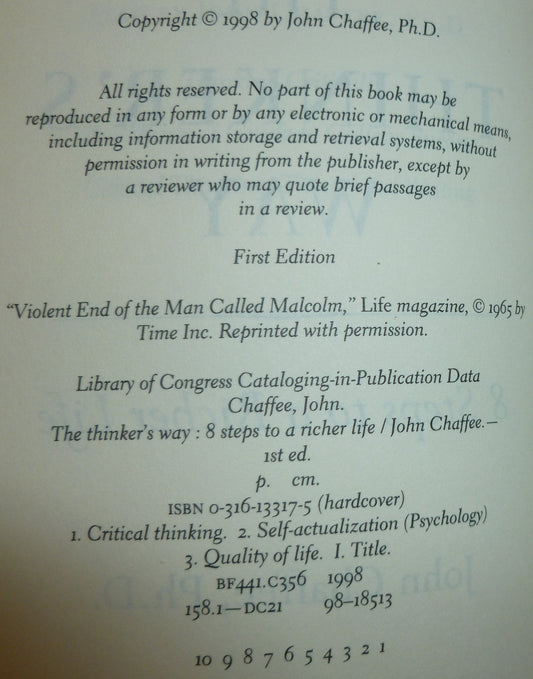 Copyright © 1998 by John Chaffee, Ph.D.
All rights reserved. No part of this book may be
reproduced in any form or by any electronic or mechanical means,
including information storage and retrieval systems, without
permission in writing from the publisher, except by
a reviewer who may quote brief passages
in a review.
First Edition
“Violent End of the Man Called Malcolm,” Life magazine, © 1965 by
Time Inc. Reprinted with permission.
Library of Congress Cataloging-in-Publication Data
Chaffee, John.
The thinker's way : 8 steps to a richer life / John Chaffee.—
1st ed.
p. cm.
ISBN 0-316-13317-5 (hardcover)
1. Critical thinking. 2. Self-actualization (Psychology)
3. Quality of life. I. Title.
BF441.C356 1998
158.1—DC21 98-18513
10 9 8 7 6 5 4 3 2 1